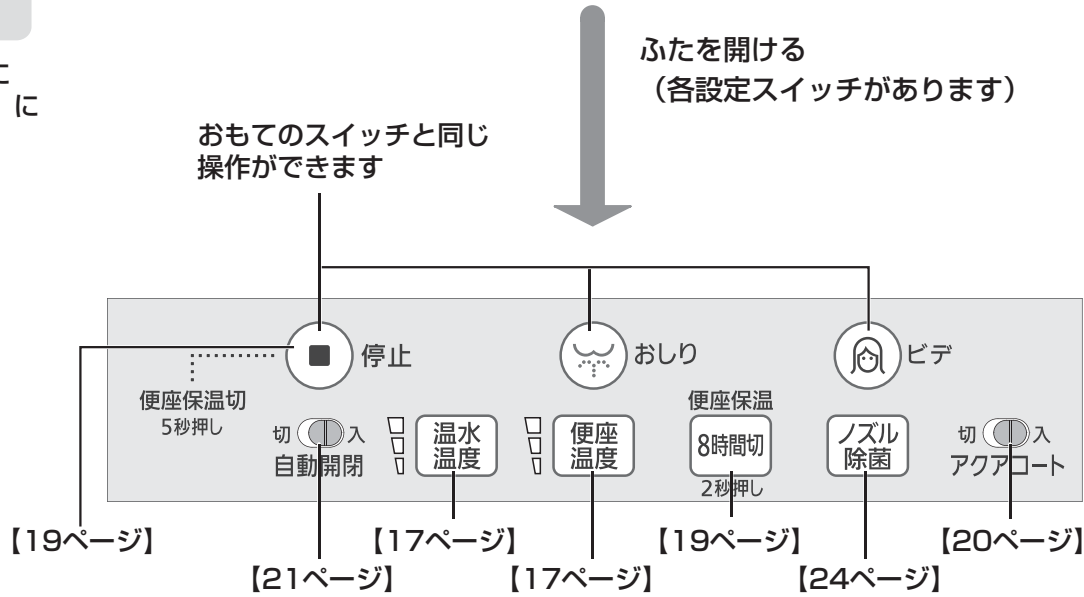 に
に
ふたを開ける
（各設定スイッチがあります）
おもてのスイッチと同じ
操作ができます
停止
おしり
ビデ
便座保温切
5秒押し
切
入
自動開閉
温水
温度
便座
温度
便座保温
8時間切
2秒押し
ノズル
除菌
切
入
アクアコート
【19ページ】
【17ページ】
【19ページ】
【20ページ】
【21ページ】
【17ページ】
【24ページ】